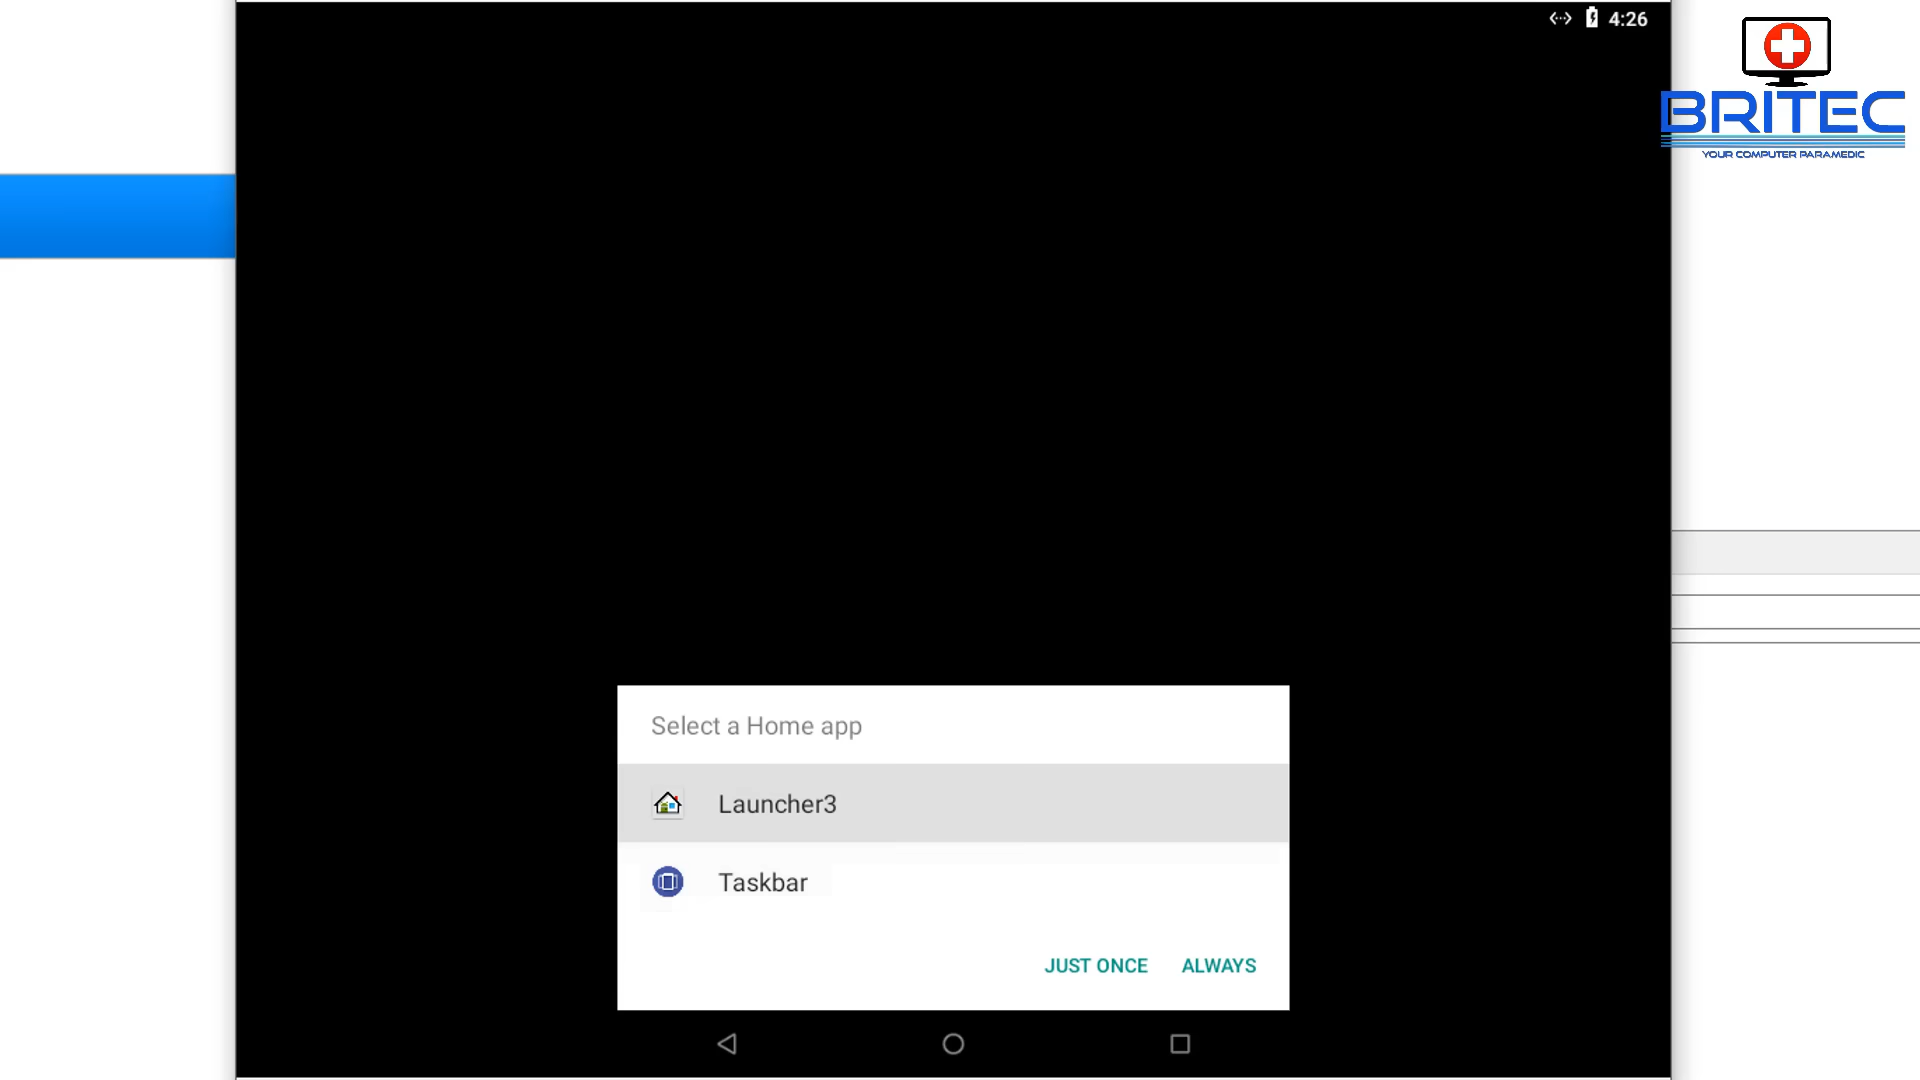 4:26
BRITEC
YOUR COMPUTER PARAMEDIC
Select a Home app
Launcher3
Taskbar
JUST ONCE ALWAYS